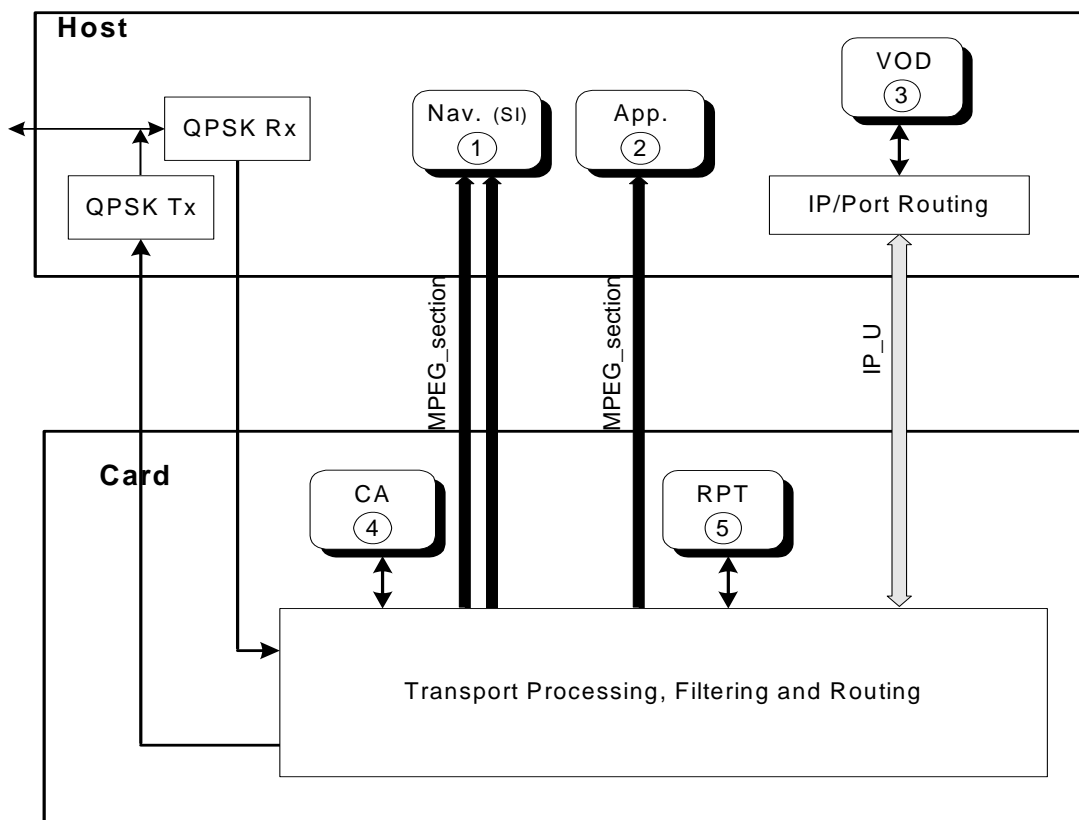 Host
VOD
3
QPSK Rx
Nav. (SI)
1
App.
2
QPSK Tx
IP/Port Routing
MPEG_section
MPEG_section
IP_U
Card
CA
4
RPT
5
Transport Processing, Filtering and Routing